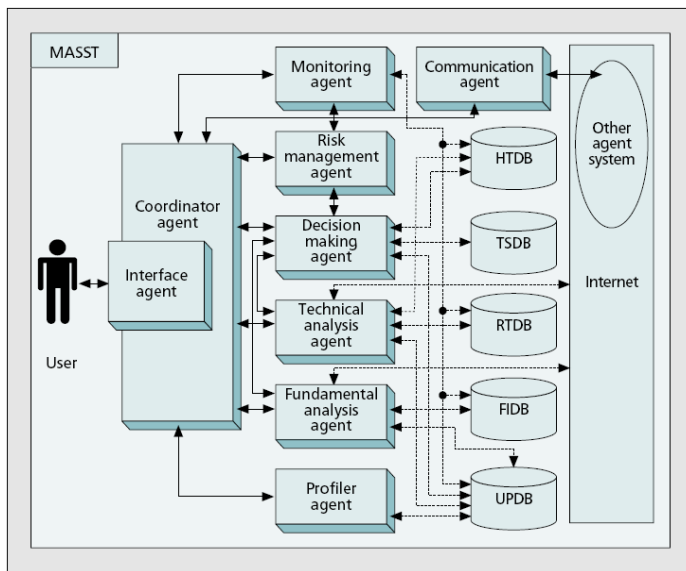 MASST
Monitoring
agent
Communication
agent
Risk
management
agent
Other
agent
system
HTDB
Coordinator
agent
Decision
making
agent
TSDB
Interface
agent
Internet
Technical
analysis
agent
RTDB
User
Fundamental
analysis
agent
FIDB
Profiler
agent
UPDB